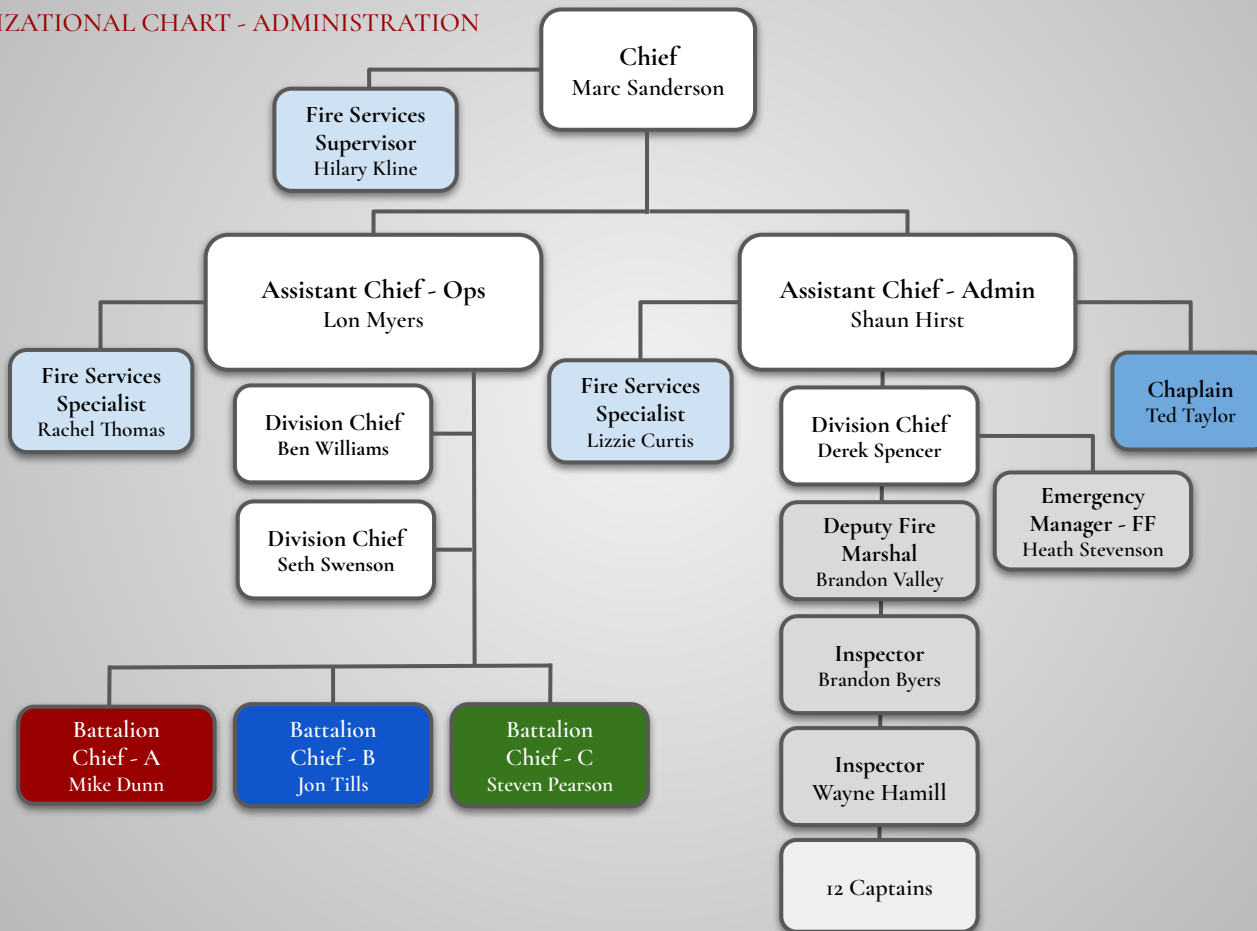 IZATIONAL CHART - ADMINISTRATION
Chief
Marc Sanderson
Fire Services
Supervisor
Hilary Kline
Assistant Chief - Ops
Lon Myers
Assistant Chief - Admin
Shaun Hirst
Fire Services
Specialist
Rachel Thomas
Division Chief
Ben Williams
Division Chief
Seth Swenson
Fire Services
Specialist
Lizzie Curtis
Chaplain
Ted Taylor
Division Chief
Derek Spencer
Emergency
Manager - FF
Heath Stevenson
Deputy Fire
Marshal
Brandon Valley
Inspector
Brandon Byers
Inspector
Wayne Hamill
12 Captains
Battalion
Chief - A
Mike Dunn
Battalion
Chief - B
Jon Tills
Battalion
Chief - C
Steven Pearson